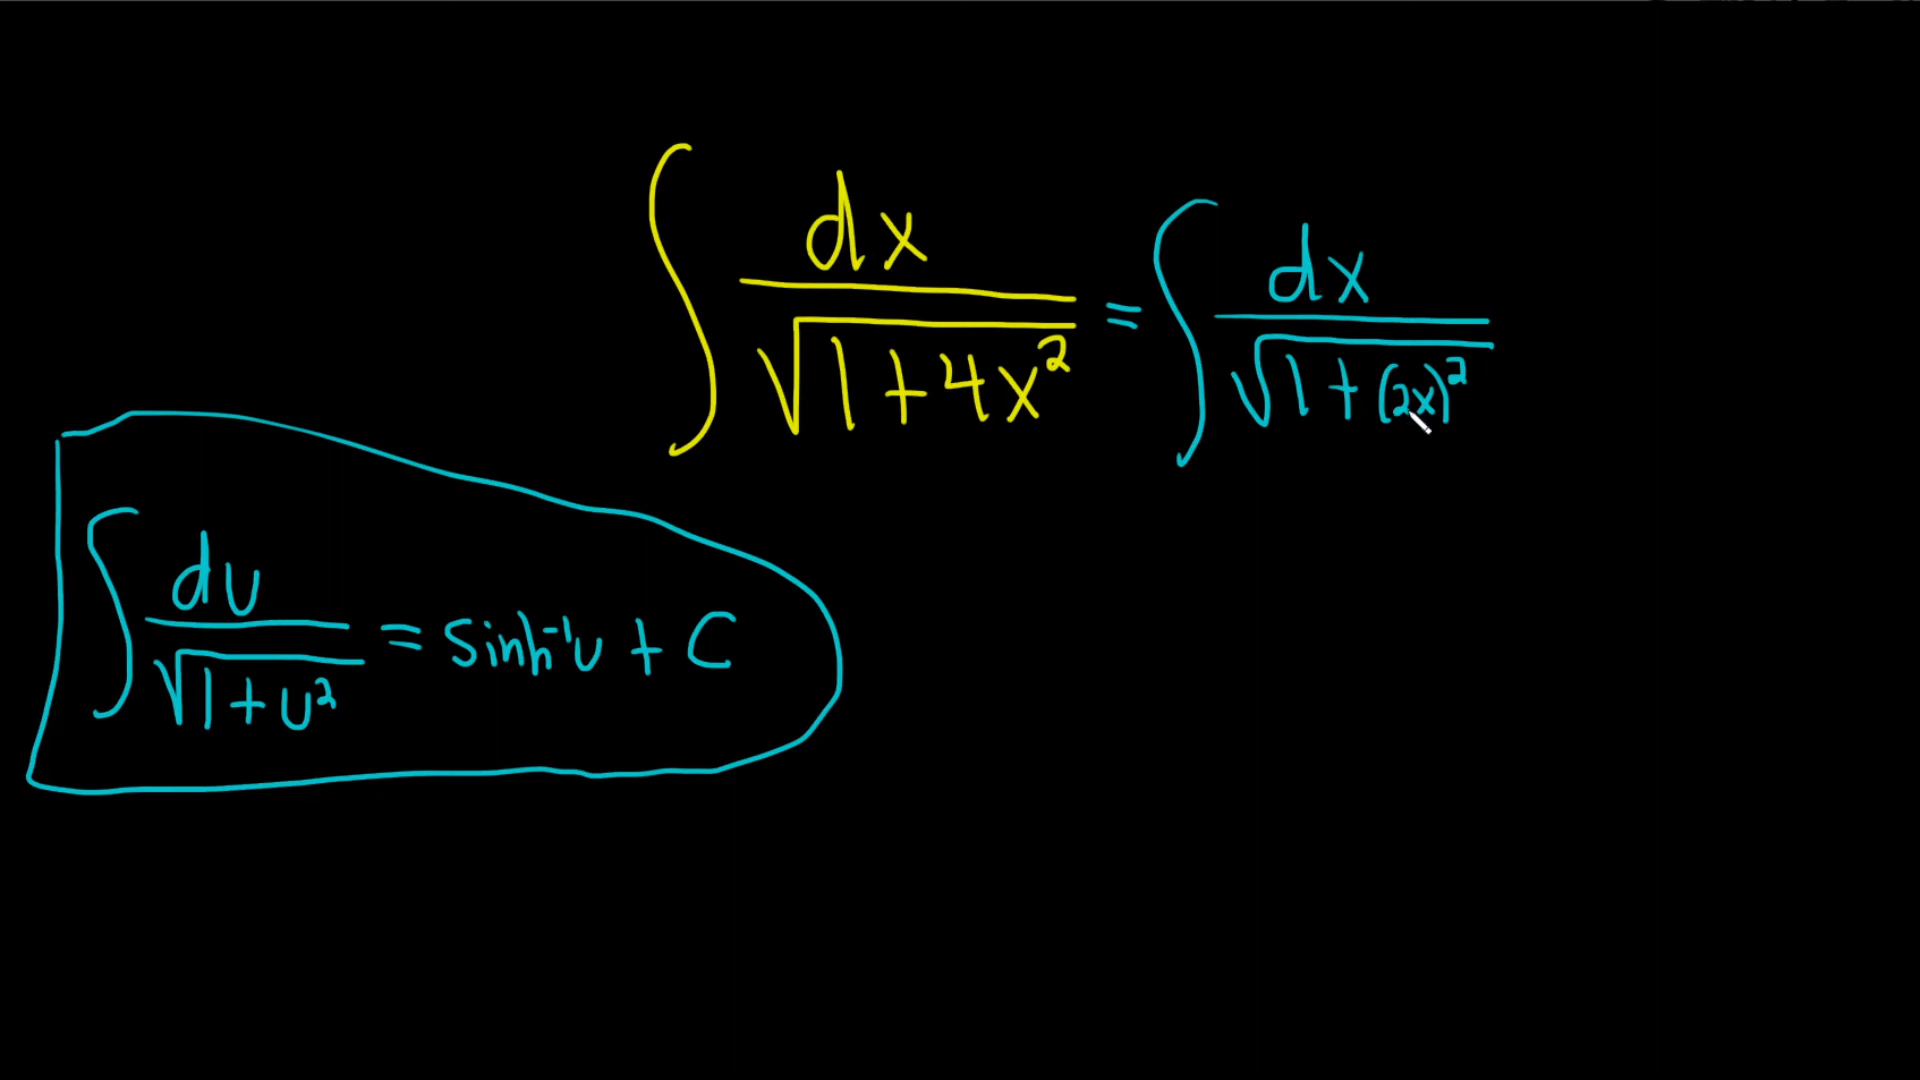 ∫ dx / √(1+4x²) = ∫ dx / √(1+(2x)²)
∫ du / √(1+u²) = sinh⁻¹u + C